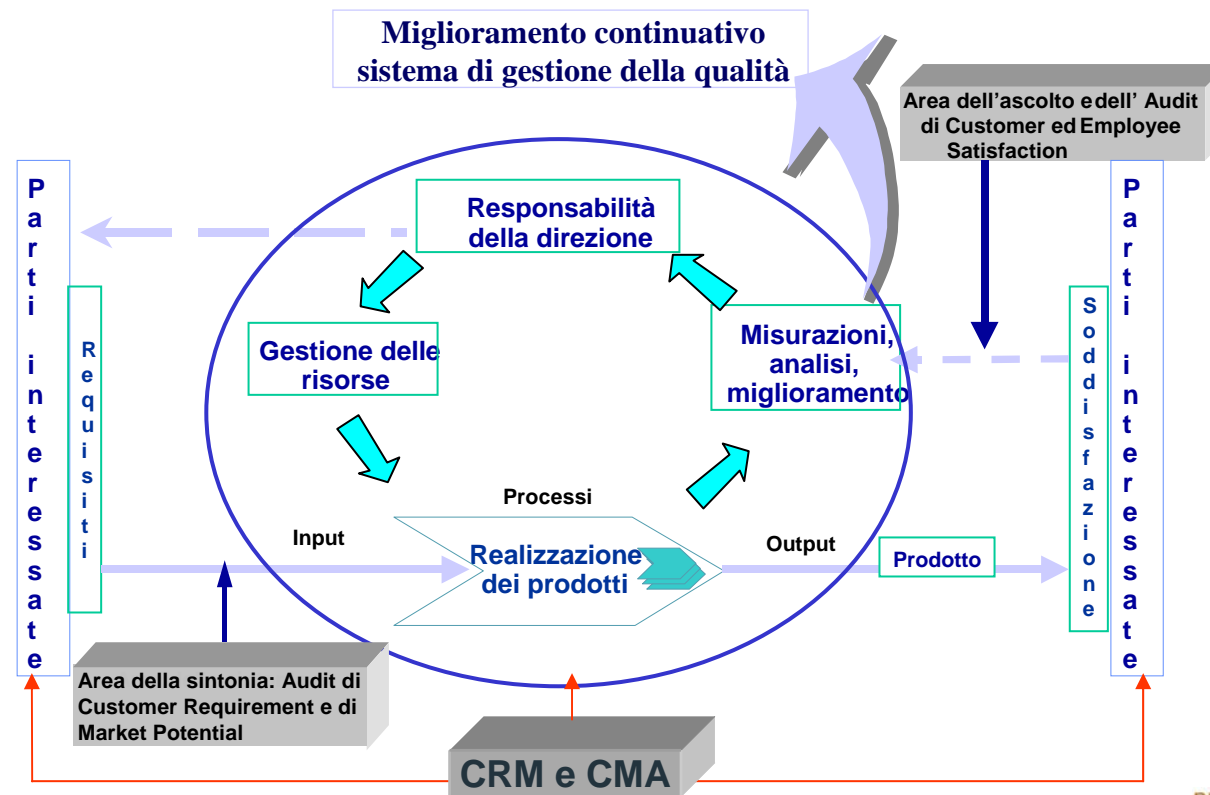 Miglioramento continuativo
sistema di gestione della qualità
Area dell'ascolto e dell' Audit
di Customer ed Employee
Satisfaction
Parti interessate
Requisiti
Responsabilità
della direzione
Gestione delle
risorse
Misurazioni,
analisi,
miglioramento
Soddisfazione
Parti interessate
Processi
Input
Realizzazione
dei prodotti
Output
Prodotto
Area della sintonia: Audit di
Customer Requirement e di
Market Potential
CRM e CMA